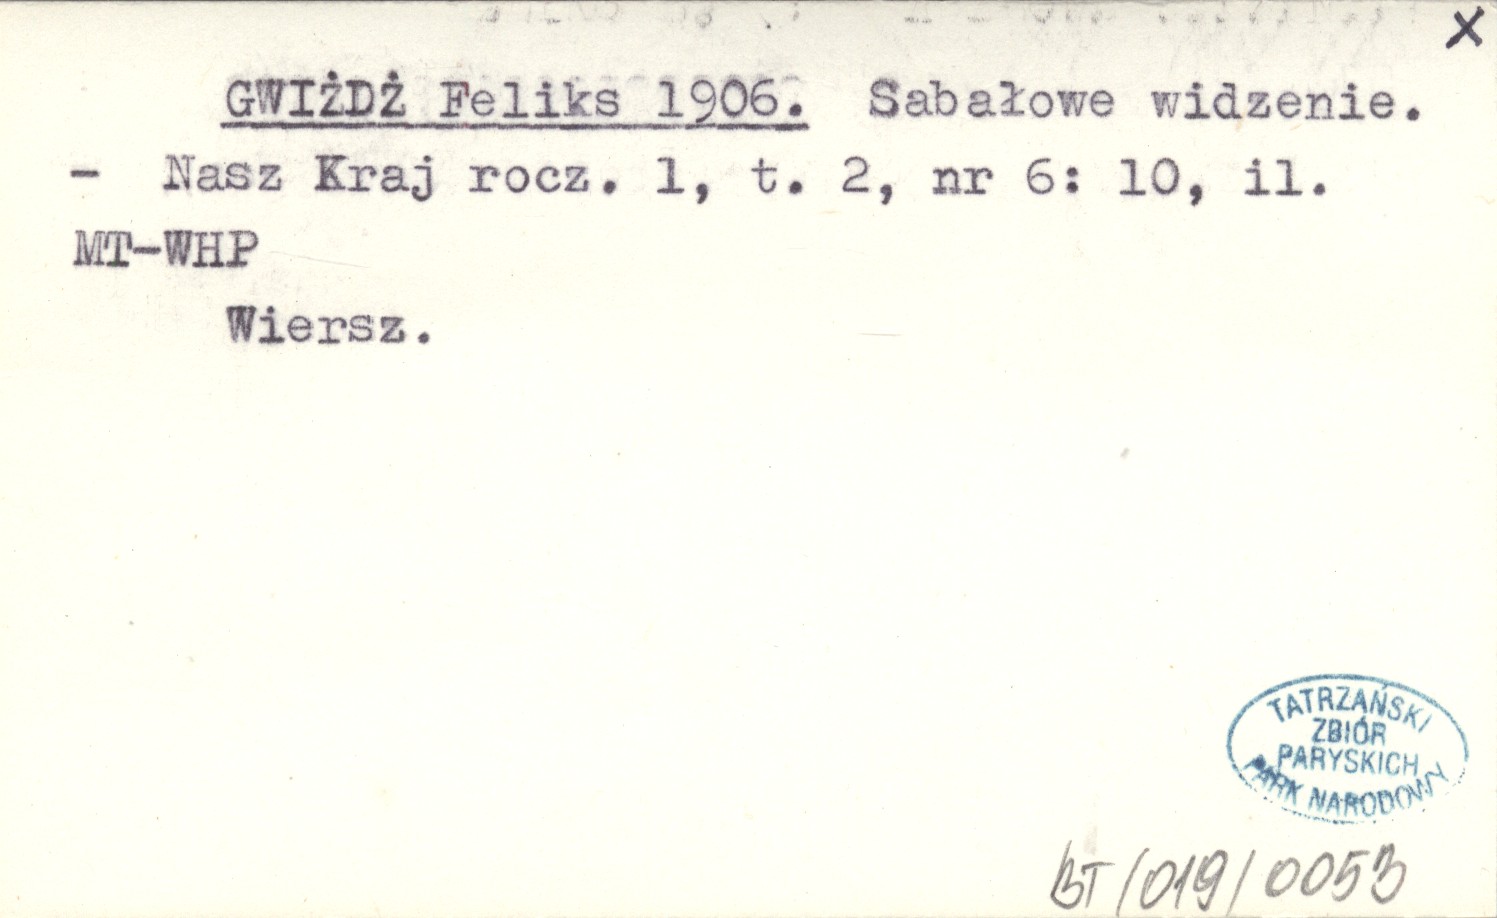 x
GWIŻDŻ Feliks 1906. Sabałowe widzenie.
- Nasz Kraj rocz. 1, t. 2, nr 6: 10, il.
MT-WHP
Wiersz.
TATRZAŃSKI
ZBIÓR
PARYSKICH
PARK NARODOWY
BT/019/0053